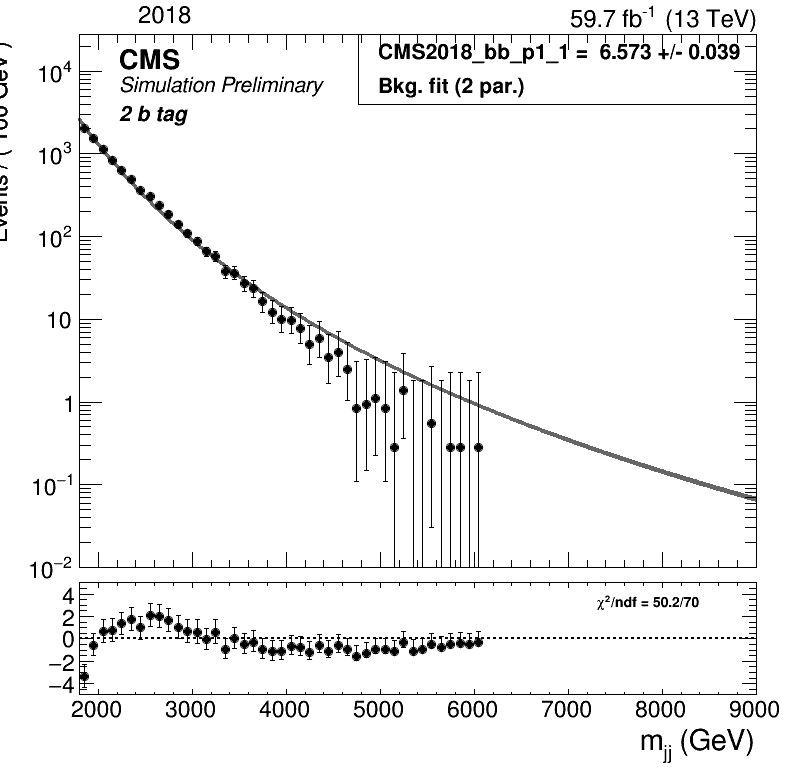 2018
59.7 fb⁻¹ (13 TeV)
CMS
Simulation Preliminary
2 b tag
CMS2018_bb_p1_1 = 6.573 +/- 0.039
Bkg. fit (2 par.)
10⁴
10³
10²
10
1
10⁻¹
10⁻²
χ²/ndf = 50.2/70
4
2
0
−2
−4
2000 3000 4000 5000 6000 7000 8000 9000
m_jj (GeV)